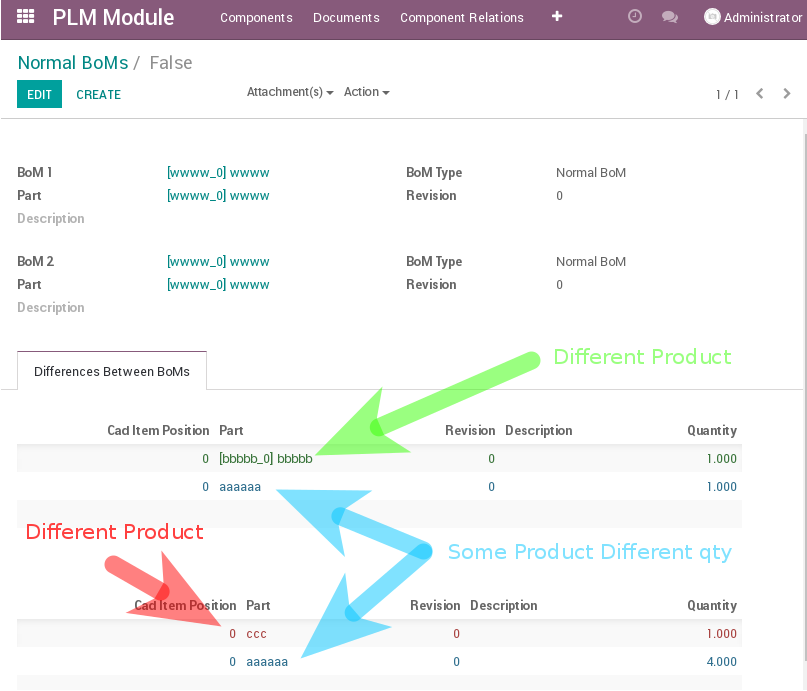 PLM Module Components Documents Component Relations + Administrator
Normal BoMs / False
EDIT CREATE Attachment(s) Action 1 / 1
BoM 1 [wwww_0] wwww BoM Type Normal BoM
Part [wwww_0] wwww Revision 0
Description
BoM 2 [wwww_0] wwww BoM Type Normal BoM
Part [wwww_0] wwww Revision 0
Description
Different Product
Differences Between BoMs
Cad Item Position Part Revision Description Quantity
0 [bbbbb_0] bbbbb 0 1.000
0 aaaaaa 0 1.000
Different Product
Some Product Different qty
Cad Item Position Part Revision Description Quantity
0 ccc 0 1.000
0 aaaaaa 0 4.000